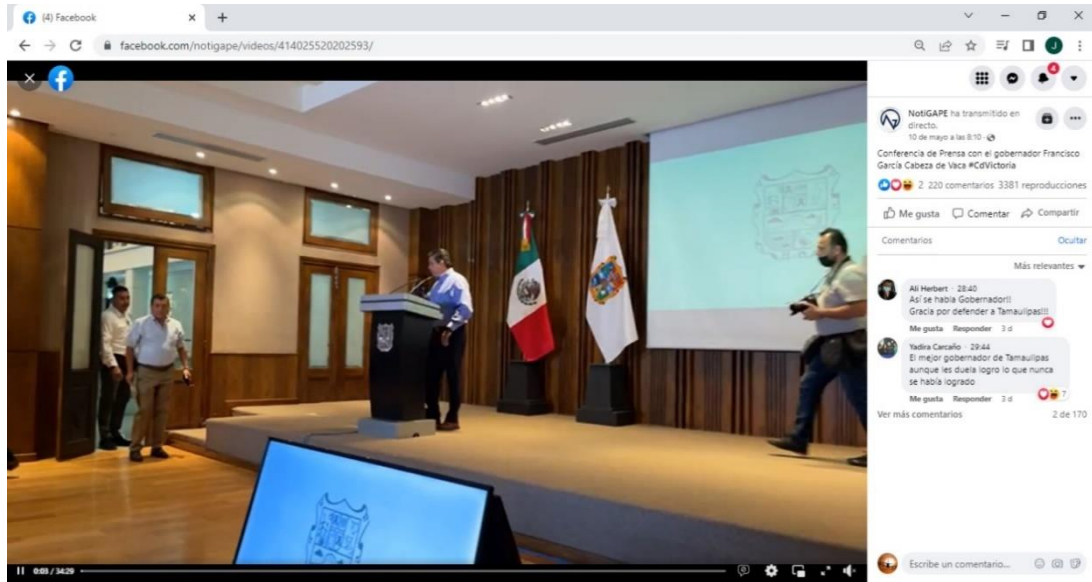 (4) Facebook
facebook.com/notigape/videos/414025520202593/
J
4
NotiGAPE ha transmitido en
directo.
10 de mayo a las 8:10
Conferencia de Prensa con el gobernador Francisco
García Cabeza de Vaca #CdVictoria
2 220 comentarios 3381 reproducciones
Me gusta Comentar Compartir
Comentarios Ocultar
Más relevantes
Ali Herbert · 28:40
Así se habla Gobernador!!
Gracia por defender a Tamaulipas!!!
Me gusta Responder 3 d
Yadira Carcaño · 29:44
El mejor gobernador de Tamaulipas
aunque les duela logro lo que nunca
se había logrado
Me gusta Responder 3 d 7
Ver más comentarios 2 de 170
0:03 / 34:29
Escribe un comentario...